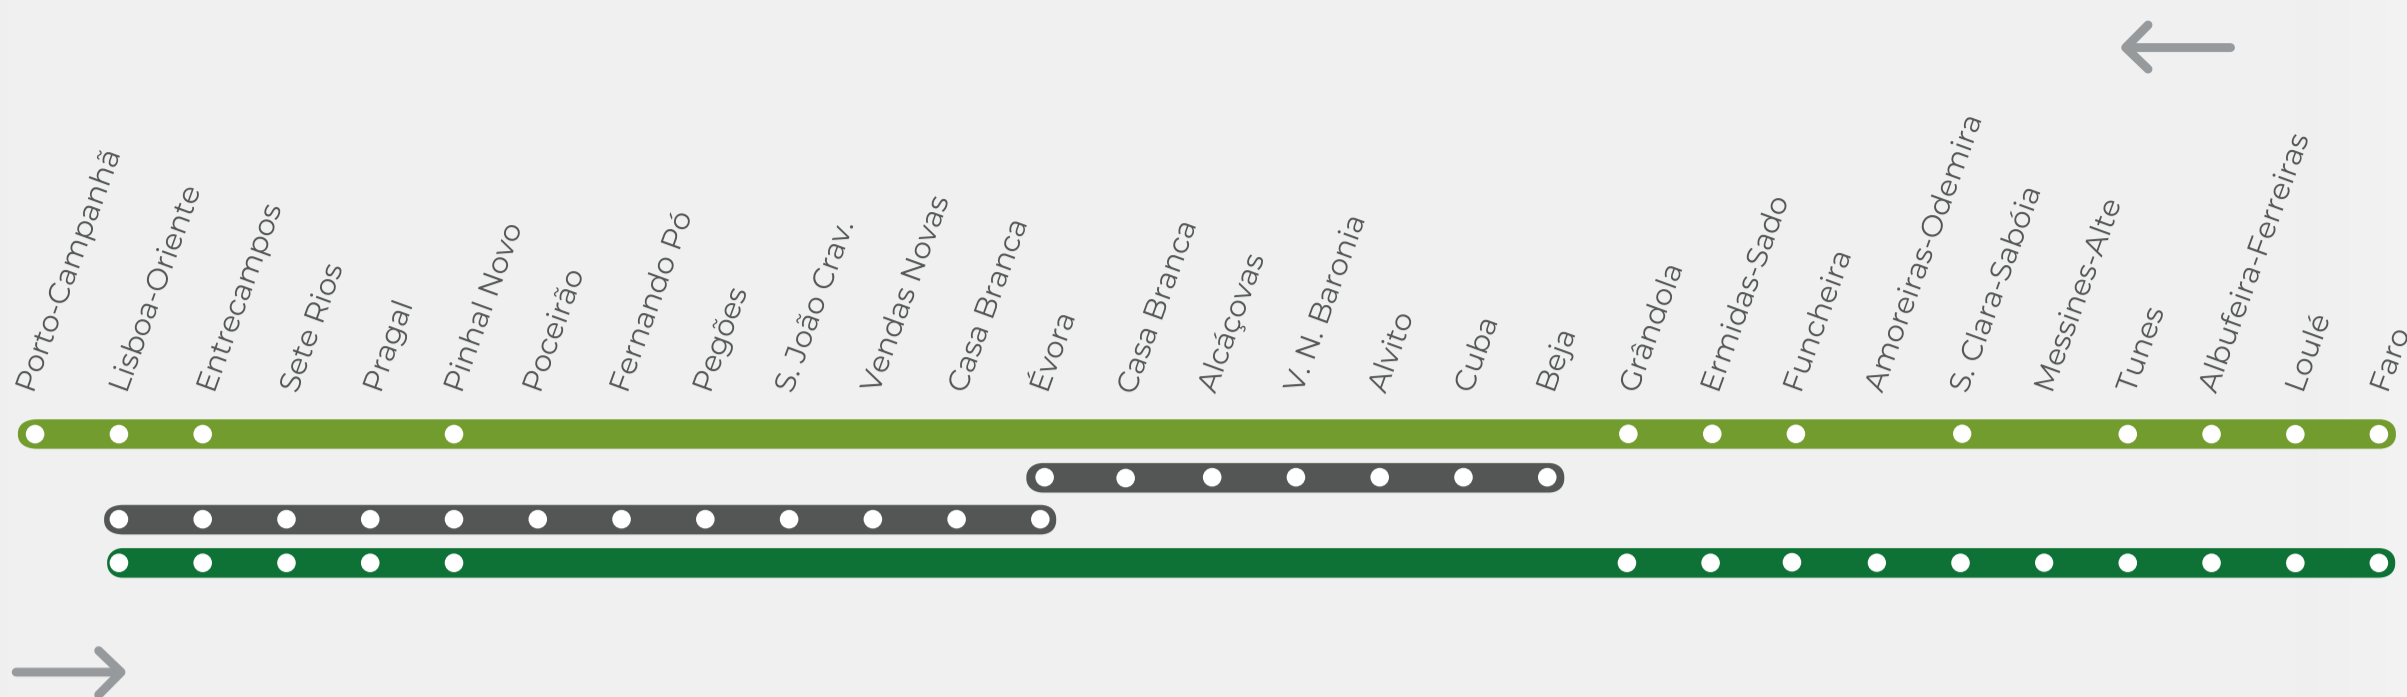 Porto-Campanhã
Lisboa-Oriente
Entrecampos
Sete Rios
Pragal
Pinhal Novo
Poceirão
Fernando Pó
Pegões
S. João Crav.
Vendas Novas
Casa Branca
Évora
Casa Branca
Alcáçovas
V. N. Baronia
Alvito
Cuba
Beja
Grândola
Ermidas-Sado
Funcheira
Amoreiras-Odemira
S. Clara-Sabóia
Messines-Alte
Tunes
Albufeira-Ferreiras
Loulé
Faro